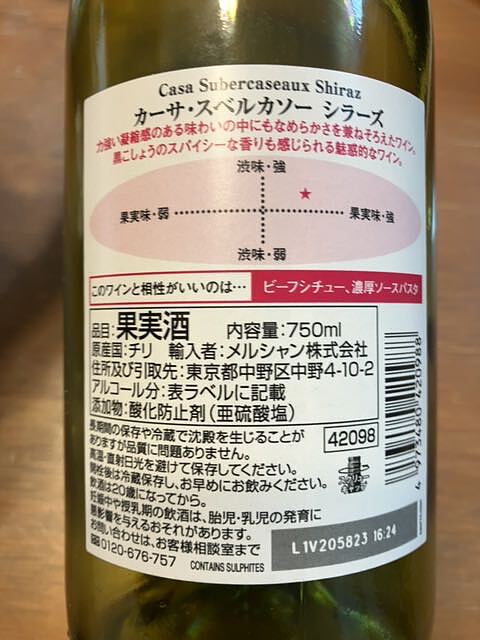 Casa Subercaseaux Shiraz
カーサ・スベルカソー シラーズ
力強い凝縮感のある味わいの中にもなめらかさを兼ねそろえたワイン。
黒こしょうのスパイシーな香りも感じられる魅惑的なワイン。
渋味・強
果実味・弱 果実味・強
渋味・弱
このワインと相性がいいのは… ビーフシチュー、濃厚ソースパスタ
品目:果実酒 内容量:750ml
原産国:チリ 輸入者:メルシャン株式会社
住所及び引取先:東京都中野区中野4-10-2
アルコール分:表ラベルに記載
添加物:酸化防止剤(亜硫酸塩)
長期間の保存や冷蔵で沈殿を生じることが
ありますが品質に問題ありません。
高温・直射日光を避けて保存してください。
開栓後は冷蔵保存し、お早めにお飲みください。
飲酒は20歳になってから。
妊娠中や授乳期の飲酒は、胎児・乳児の発育に
悪影響を与えるおそれがあります。
お問い合わせは、お客様相談室まで
0120-676-757 CONTAINS SULPHITES
42098
4 973480 420988
L1V205823 16:24